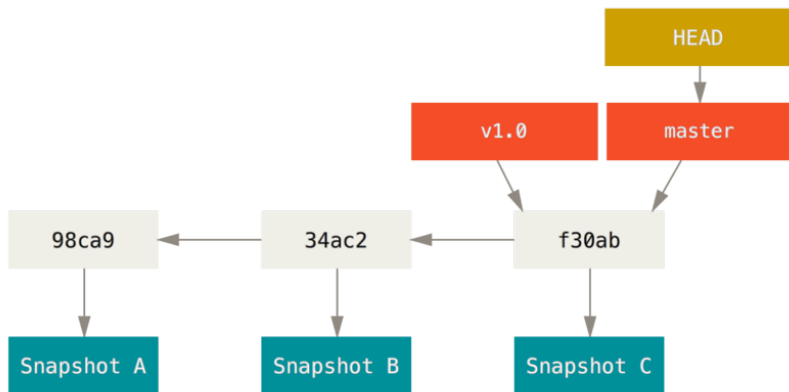 HEAD
v1.0
master
98ca9
34ac2
f30ab
Snapshot A
Snapshot B
Snapshot C